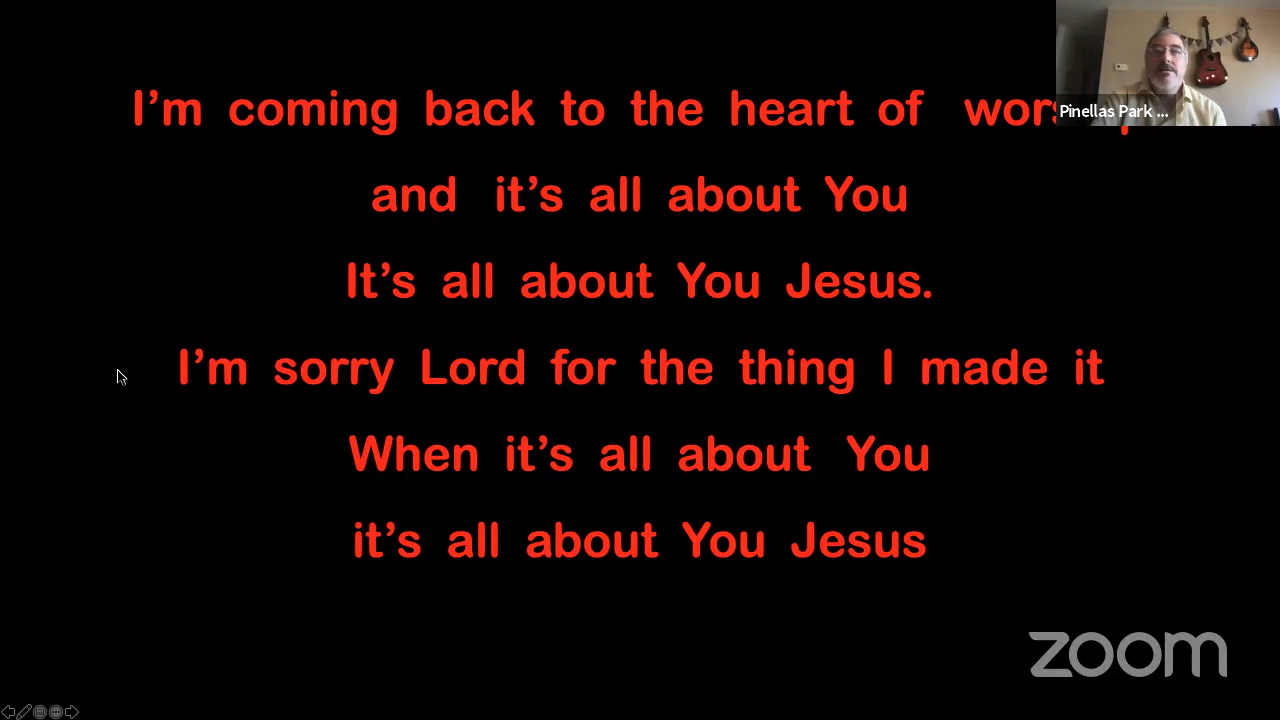 I’m coming back to the heart of
and it’s all about You
It’s all about You Jesus.
I’m sorry Lord for the thing I made it
When it’s all about You
it’s all about You Jesus
Pinellas Park ...
zoom